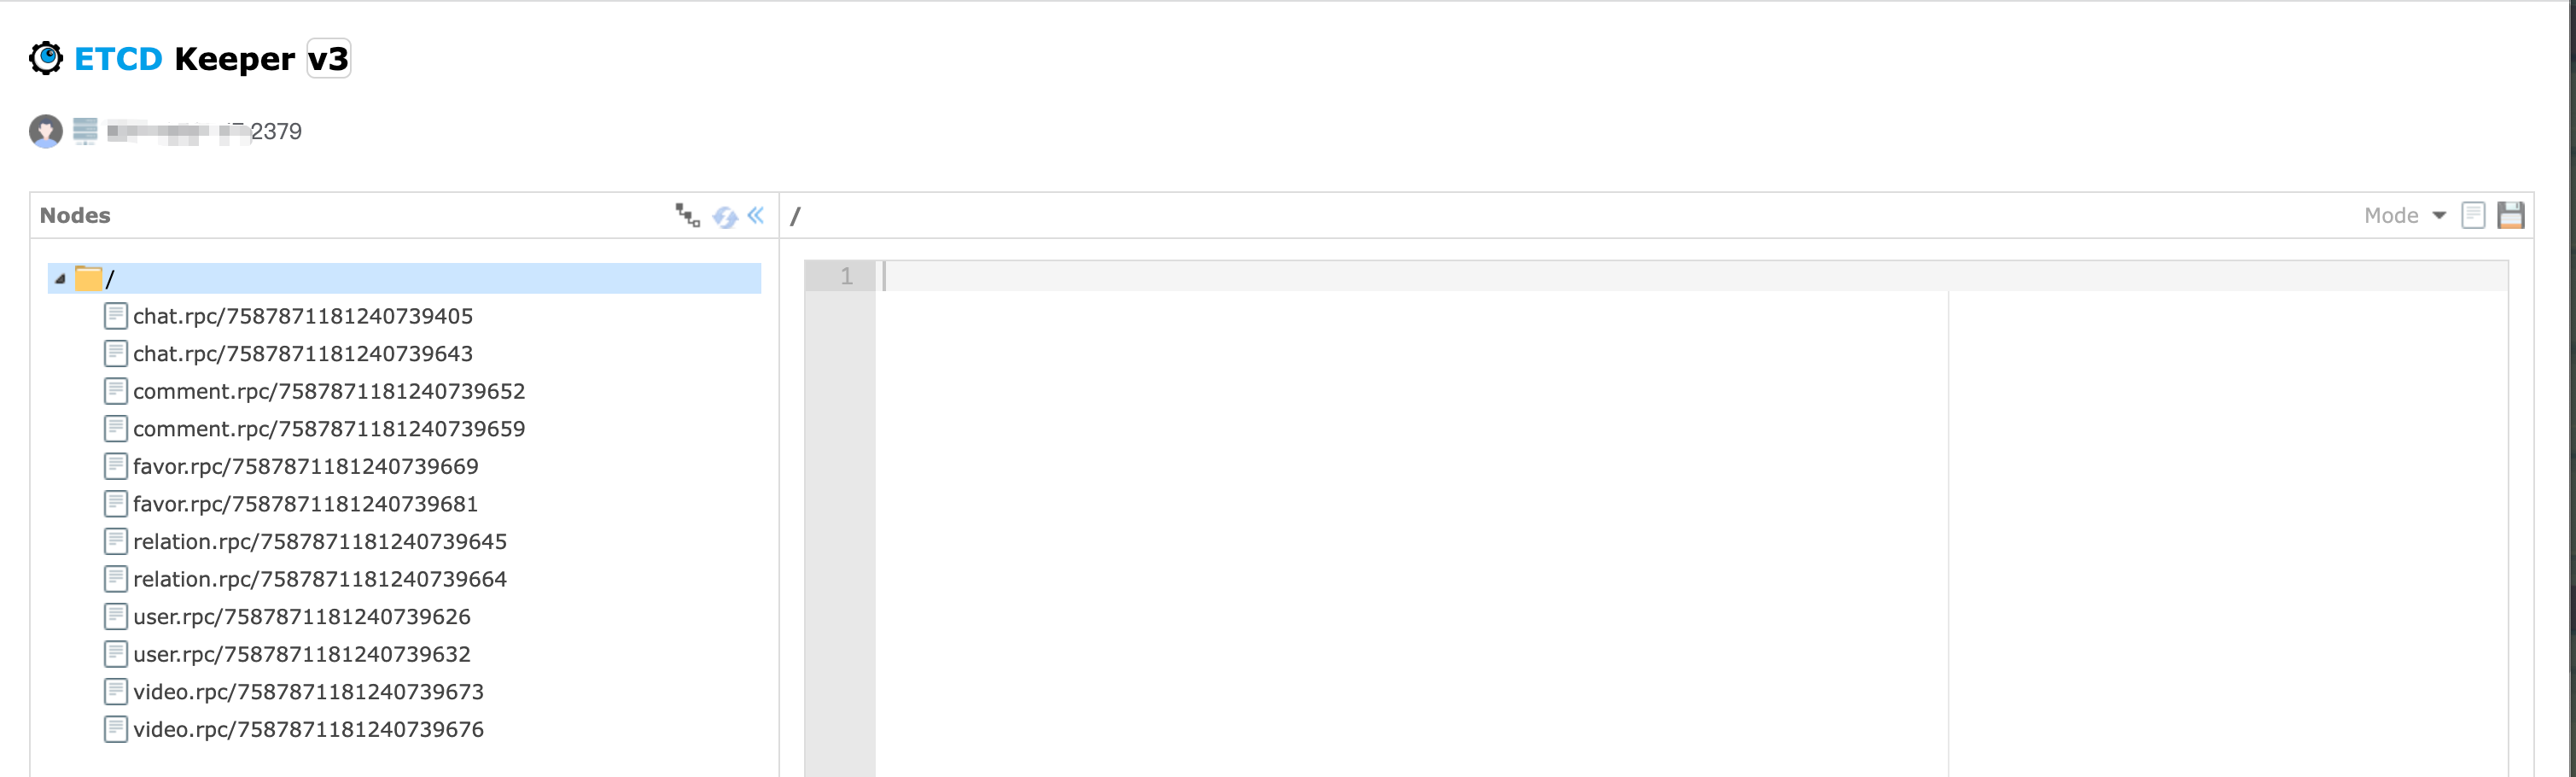 ETCD Keeper v3
2379
Nodes
/
Mode
/
1
chat.rpc/7587871181240739405
chat.rpc/7587871181240739643
comment.rpc/7587871181240739652
comment.rpc/7587871181240739659
favor.rpc/7587871181240739669
favor.rpc/7587871181240739681
relation.rpc/7587871181240739645
relation.rpc/7587871181240739664
user.rpc/7587871181240739626
user.rpc/7587871181240739632
video.rpc/7587871181240739673
video.rpc/7587871181240739676